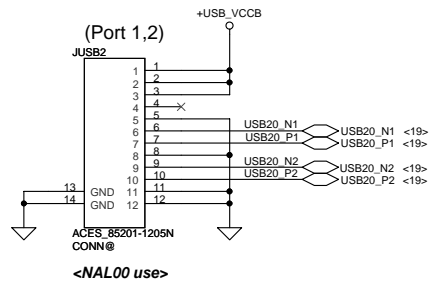 +USB_VCCB
(Port 1,2)
JUSB2
1 1
2 2
3 3
4 4
5 5
6 6 USB20_N1 USB20_N1 <19>
7 7 USB20_P1 USB20_P1 <19>
8 8
9 9 USB20_N2 USB20_N2 <19>
10 10 USB20_P2 USB20_P2 <19>
13 GND 11 11
14 GND 12 12
ACES_85201-1205N
CONN@
<NAL00 use>